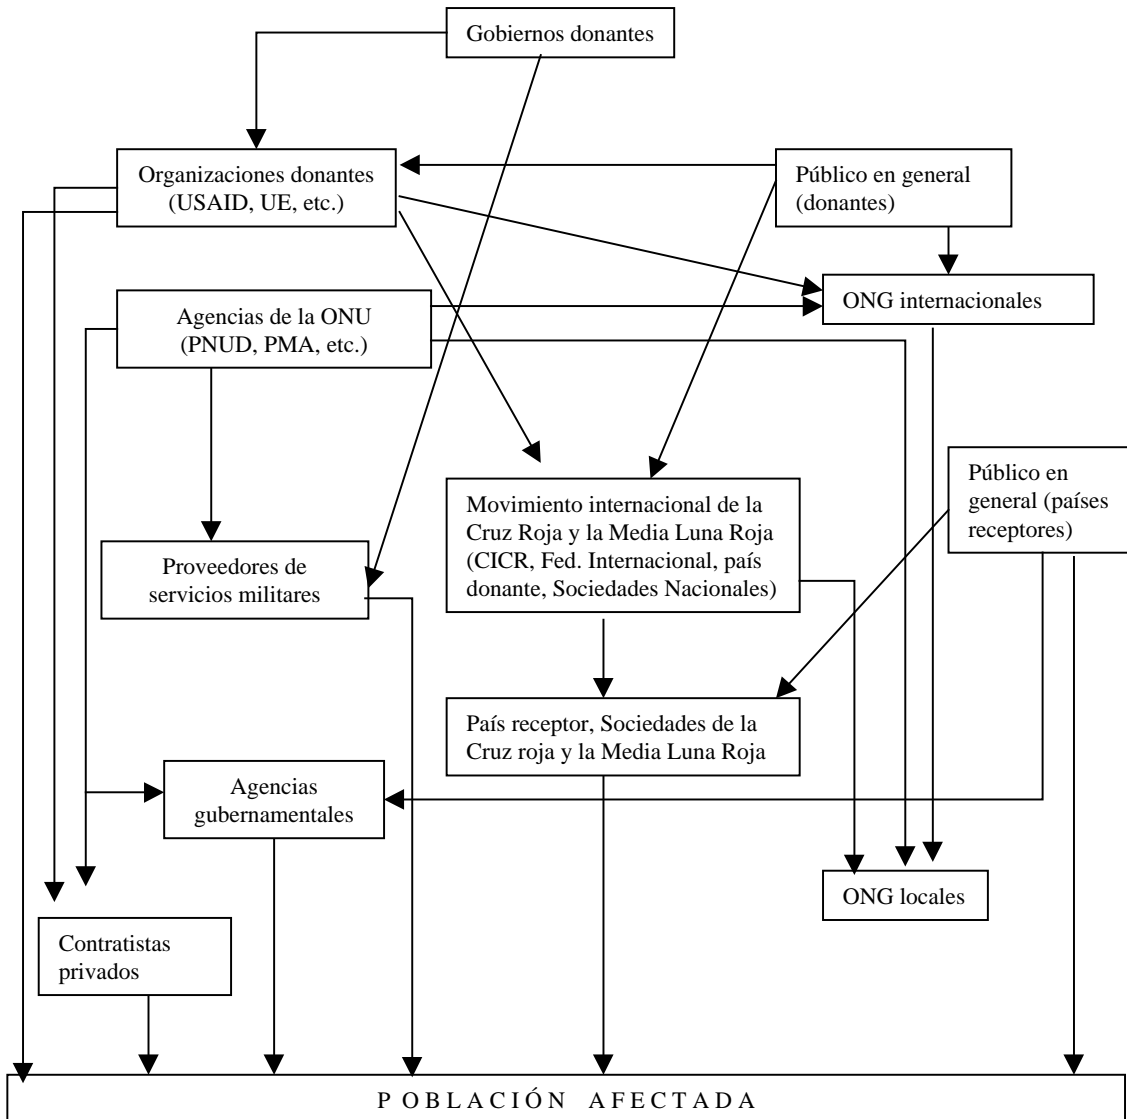 Gobiernos donantes
Organizaciones donantes
(USAID, UE, etc.)
Público en general
(donantes)
ONG internacionales
Agencias de la ONU
(PNUD, PMA, etc.)
Público en
general (países
receptores)
Movimiento internacional de la
Cruz Roja y la Media Luna Roja
(CICR, Fed. Internacional, país
donante, Sociedades Nacionales)
Proveedores de
servicios militares
País receptor, Sociedades de la
Cruz roja y la Media Luna Roja
Agencias
gubernamentales
ONG locales
Contratistas
privados
POBLACIÓN AFECTADA